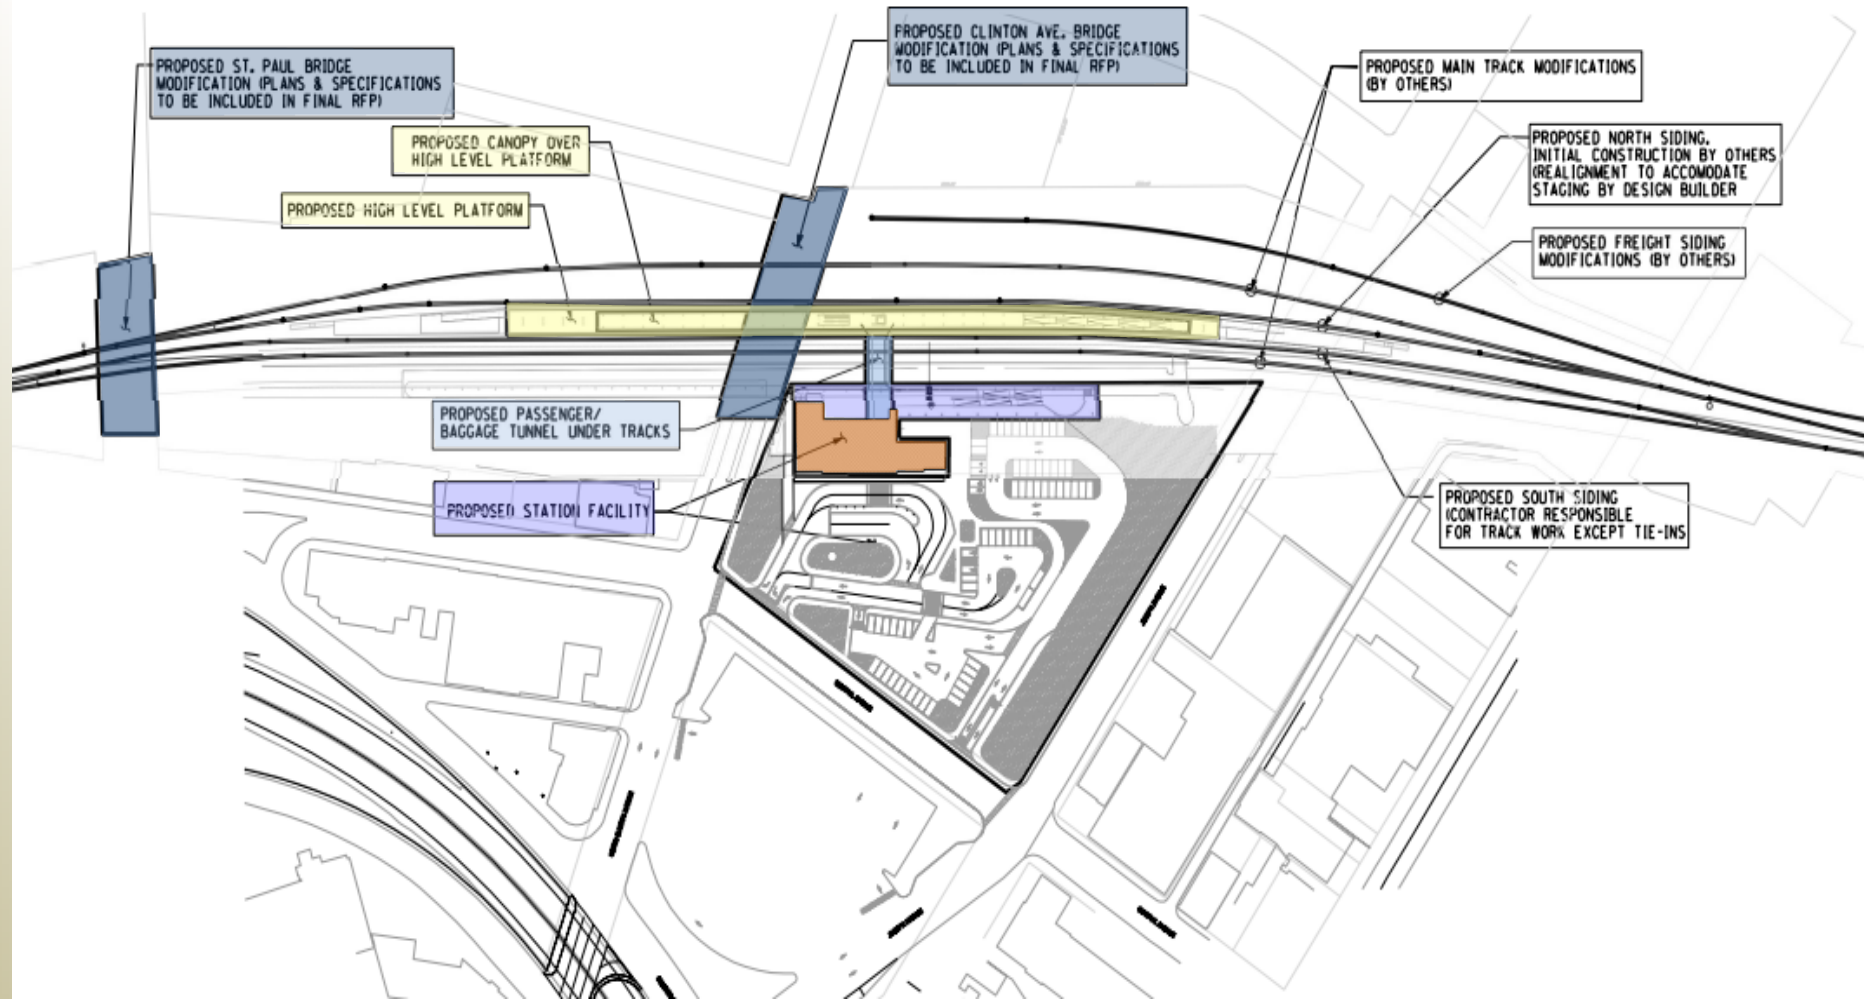 PROPOSED ST. PAUL BRIDGE
MODIFICATION (PLANS & SPECIFICATIONS
TO BE INCLUDED IN FINAL RFP)
PROPOSED CLINTON AVE. BRIDGE
MODIFICATION (PLANS & SPECIFICATIONS
TO BE INCLUDED IN FINAL RFP)
PROPOSED MAIN TRACK MODIFICATIONS
(BY OTHERS)
PROPOSED CANOPY OVER
HIGH LEVEL PLATFORM
PROPOSED NORTH SIDING.
INITIAL CONSTRUCTION BY OTHERS
(REALIGNMENT TO ACCOMODATE
STAGING BY DESIGN BUILDER
PROPOSED HIGH LEVEL PLATFORM
PROPOSED FREIGHT SIDING
MODIFICATIONS (BY OTHERS)
PROPOSED PASSENGER/
BAGGAGE TUNNEL UNDER TRACKS
PROPOSED STATION FACILITY
PROPOSED SOUTH SIDING
(CONTRACTOR RESPONSIBLE
FOR TRACK WORK EXCEPT TIE-INS